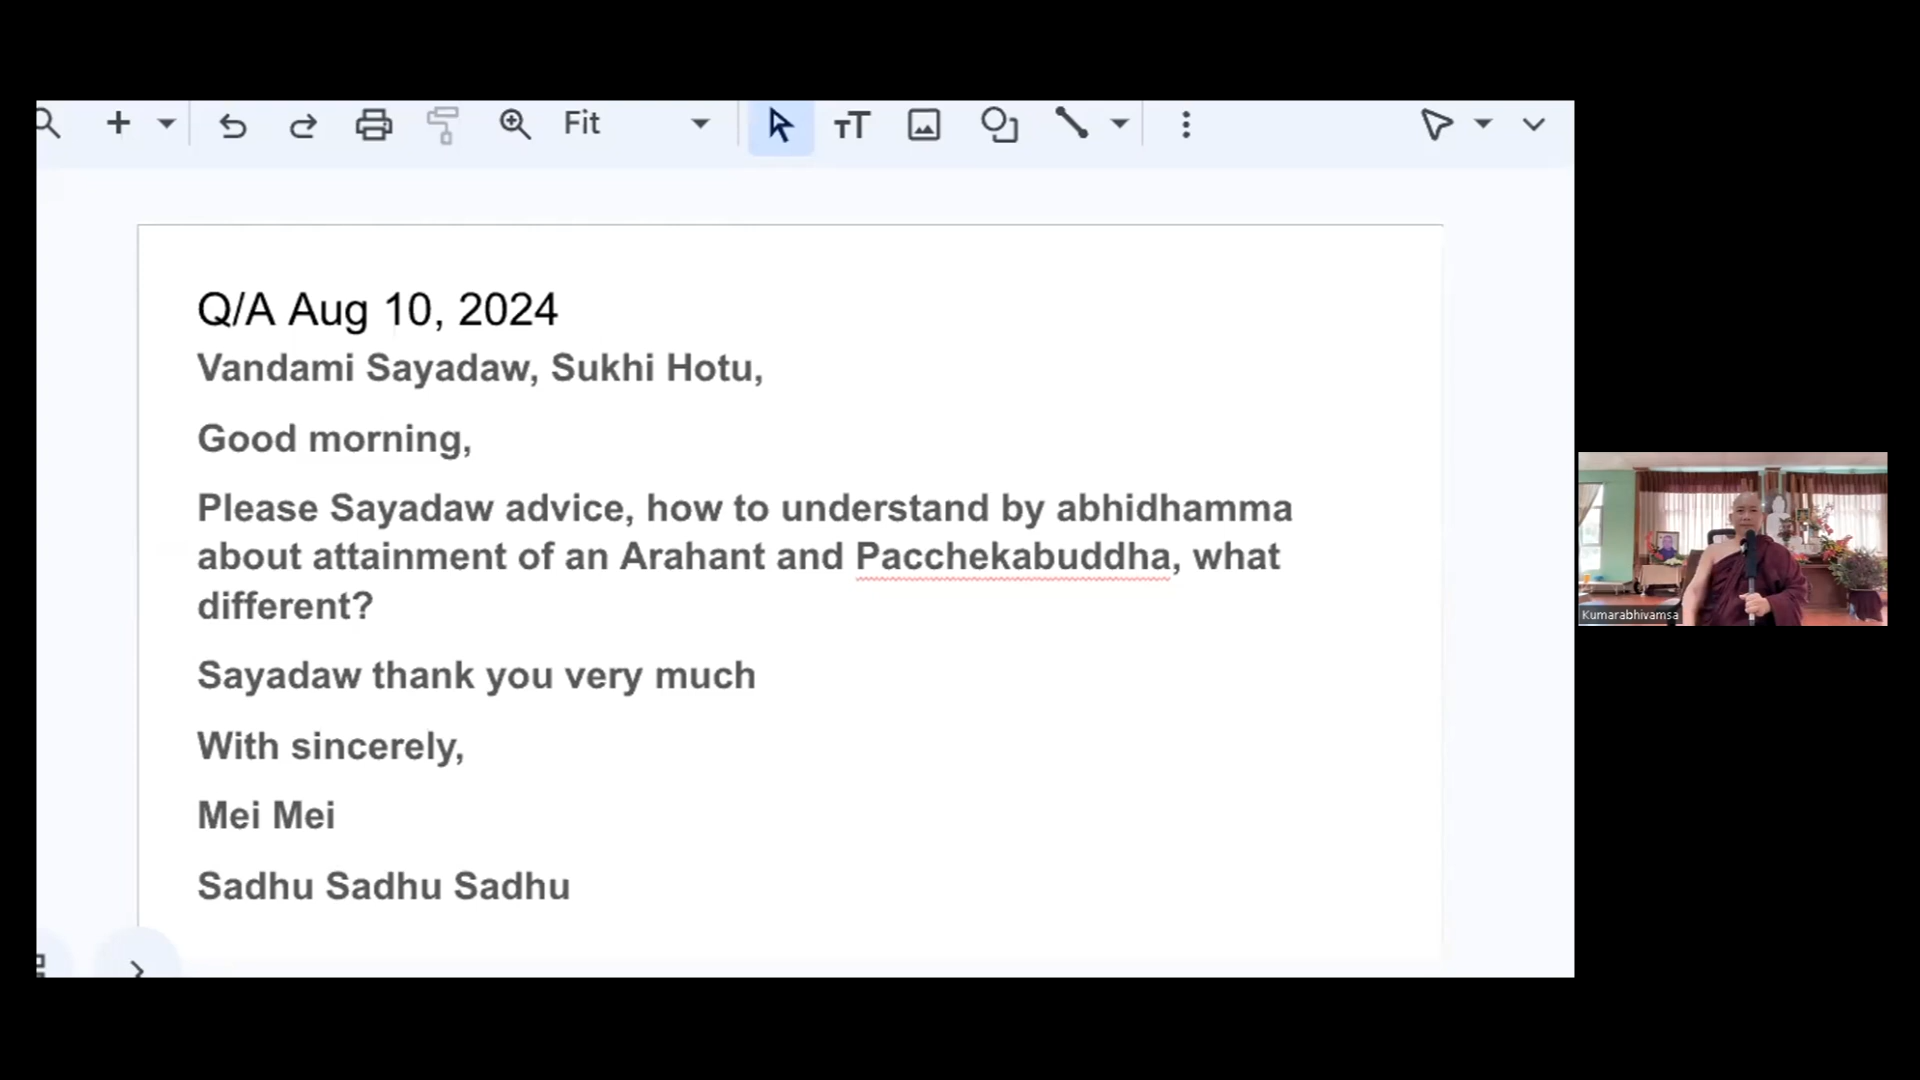 Fit
Q/A Aug 10, 2024
Vandami Sayadaw, Sukhi Hotu,
Good morning,
Please Sayadaw advice, how to understand by abhidhamma
about attainment of an Arahant and Pacchekabuddha, what
different?
Sayadaw thank you very much
With sincerely,
Mei Mei
Sadhu Sadhu Sadhu
Kumarabhivamsa